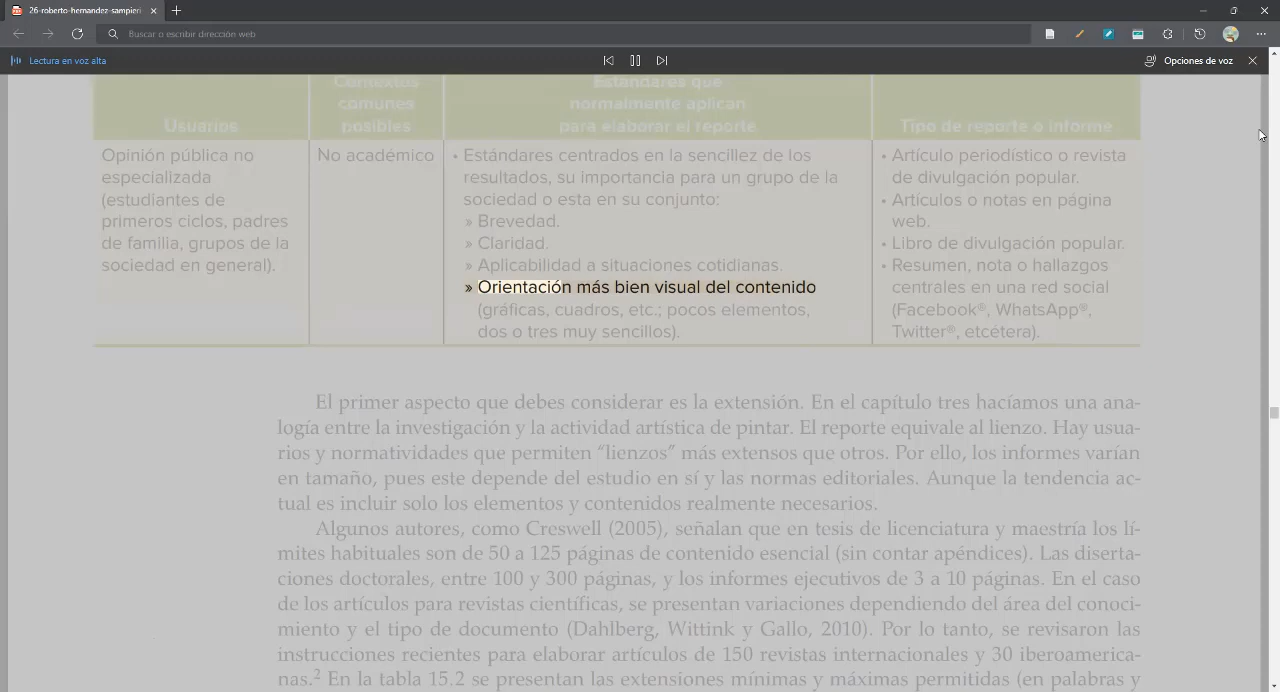 26-roberto-hernandez-sampieri
Buscar o escribir dirección web
Lectura en voz alta
Opciones de voz
Usuarios
Contextos
comunes
posibles
Estándares que
normalmente aplican
para elaborar el reporte
Tipo de reporte o informe
Opinión pública no
especializada
(estudiantes de
primeros ciclos, padres
de familia, grupos de la
sociedad en general).
No académico
• Estándares centrados en la sencillez de los
resultados, su importancia para un grupo de la
sociedad o esta en su conjunto:
» Brevedad.
» Claridad.
» Aplicabilidad a situaciones cotidianas.
» Orientación más bien visual del contenido
(gráficas, cuadros, etc.; pocos elementos,
dos o tres muy sencillos).
• Artículo periodístico o revista
de divulgación popular.
• Artículos o notas en página
web.
• Libro de divulgación popular.
• Resumen, nota o hallazgos
centrales en una red social
(Facebook®, WhatsApp®,
Twitter®, etcétera).
El primer aspecto que debes considerar es la extensión. En el capítulo tres hacíamos una ana-
logía entre la investigación y la actividad artística de pintar. El reporte equivale al lienzo. Hay usua-
rios y normatividades que permiten “lienzos” más extensos que otros. Por ello, los informes varían
en tamaño, pues este depende del estudio en sí y las normas editoriales. Aunque la tendencia ac-
tual es incluir solo los elementos y contenidos realmente necesarios.
Algunos autores, como Creswell (2005), señalan que en tesis de licenciatura y maestría los lí-
mites habituales son de 50 a 125 páginas de contenido esencial (sin contar apéndices). Las diserta-
ciones doctorales, entre 100 y 300 páginas, y los informes ejecutivos de 3 a 10 páginas. En el caso
de los artículos para revistas científicas, se presentan variaciones dependiendo del área del conoci-
miento y el tipo de documento (Dahlberg, Wittink y Gallo, 2010). Por lo tanto, se revisaron las
instrucciones recientes para elaborar artículos de 150 revistas internacionales y 30 iberoamerica-
nas.² En la tabla 15.2 se presentan las extensiones mínimas y máximas permitidas (en palabras y